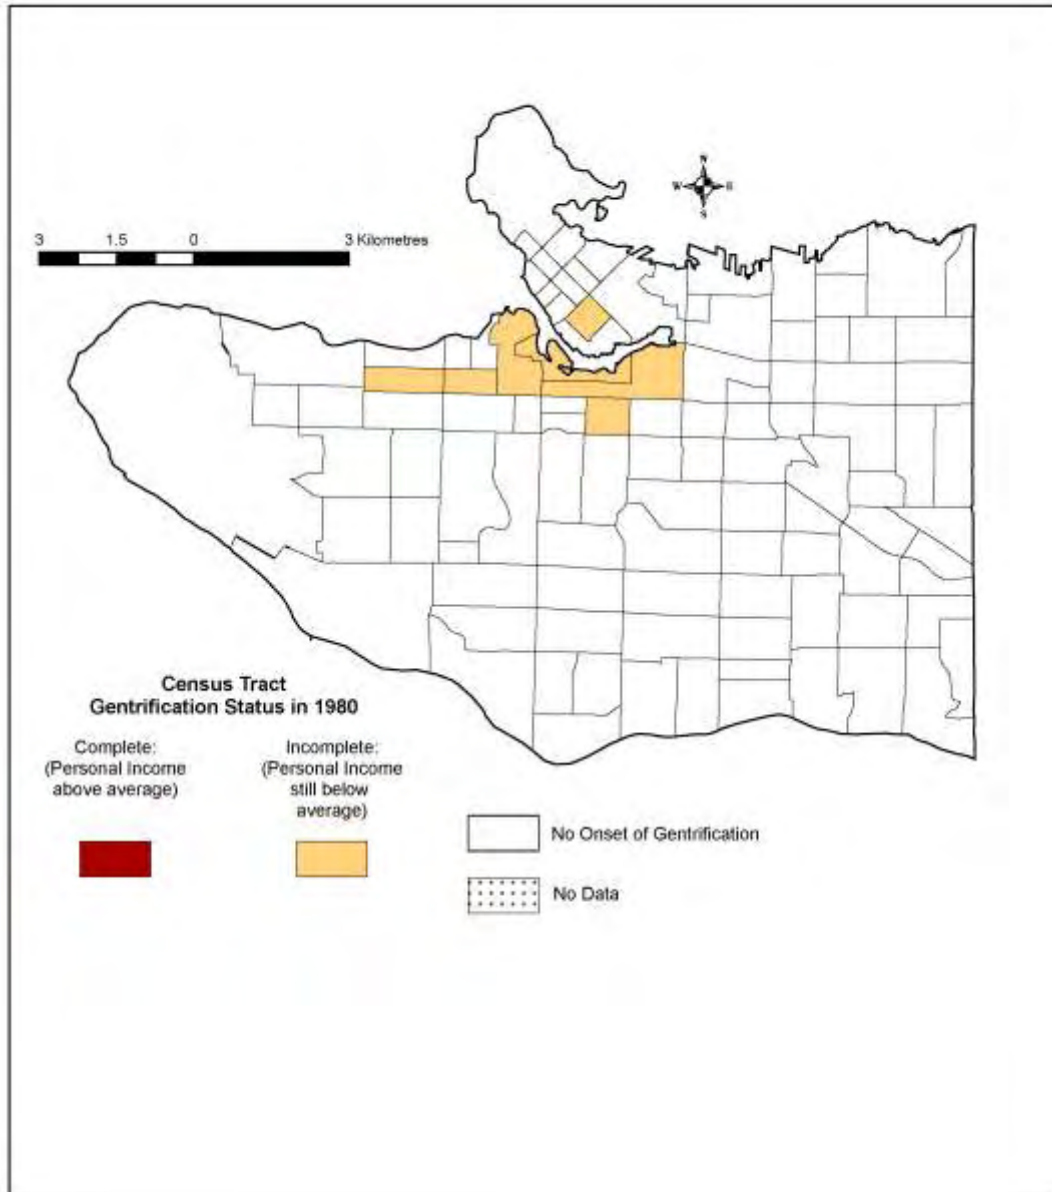 N
W E
S
3 1.5 0 3 Kilometres
Census Tract
Gentrification Status in 1980
Complete:
(Personal Income
above average)
Incomplete:
(Personal Income
still below
average)
No Onset of Gentrification
No Data